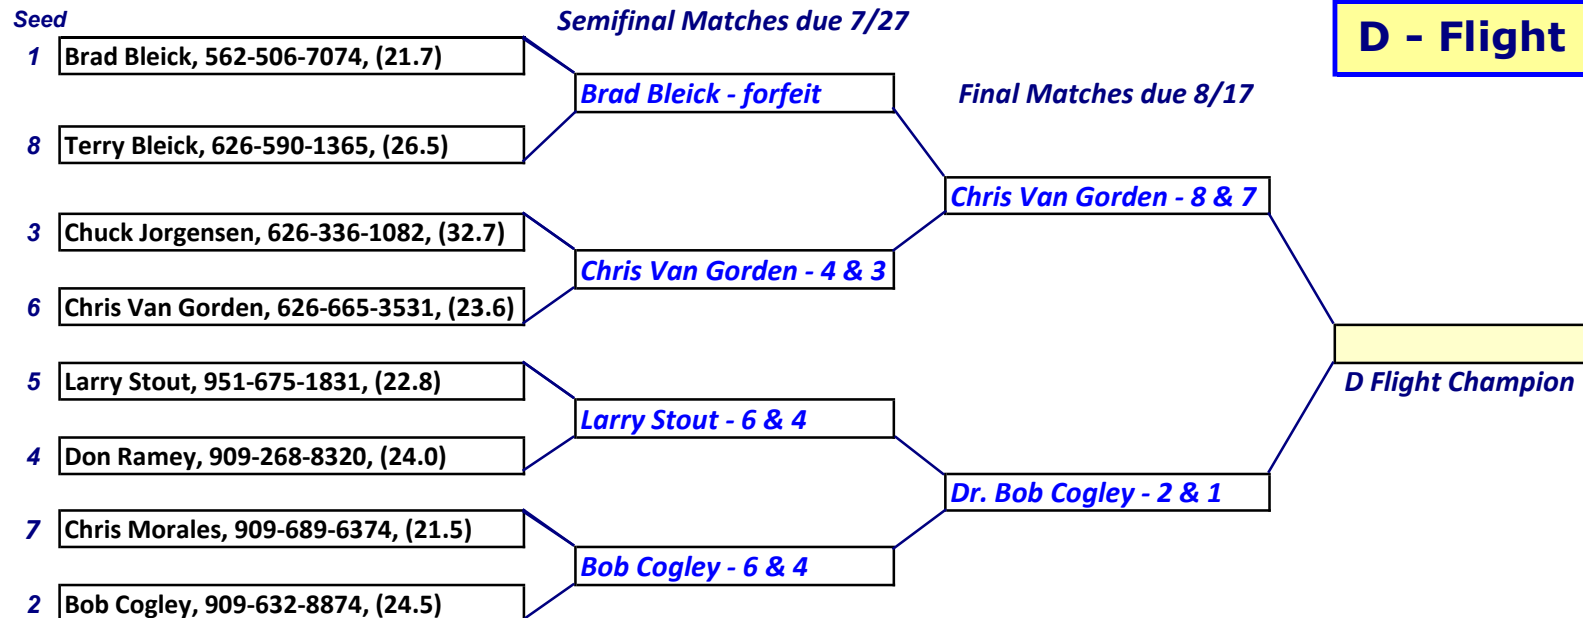 Seed
Semifinal Matches due 7/27
D - Flight
1 Brad Bleick, 562-506-7074, (21.7)
Brad Bleick - forfeit
Final Matches due 8/17
8 Terry Bleick, 626-590-1365, (26.5)
Chris Van Gorden - 8 & 7
3 Chuck Jorgensen, 626-336-1082, (32.7)
Chris Van Gorden - 4 & 3
6 Chris Van Gorden, 626-665-3531, (23.6)
5 Larry Stout, 951-675-1831, (22.8)
D Flight Champion
Larry Stout - 6 & 4
4 Don Ramey, 909-268-8320, (24.0)
Dr. Bob Cogley - 2 & 1
7 Chris Morales, 909-689-6374, (21.5)
Bob Cogley - 6 & 4
2 Bob Cogley, 909-632-8874, (24.5)